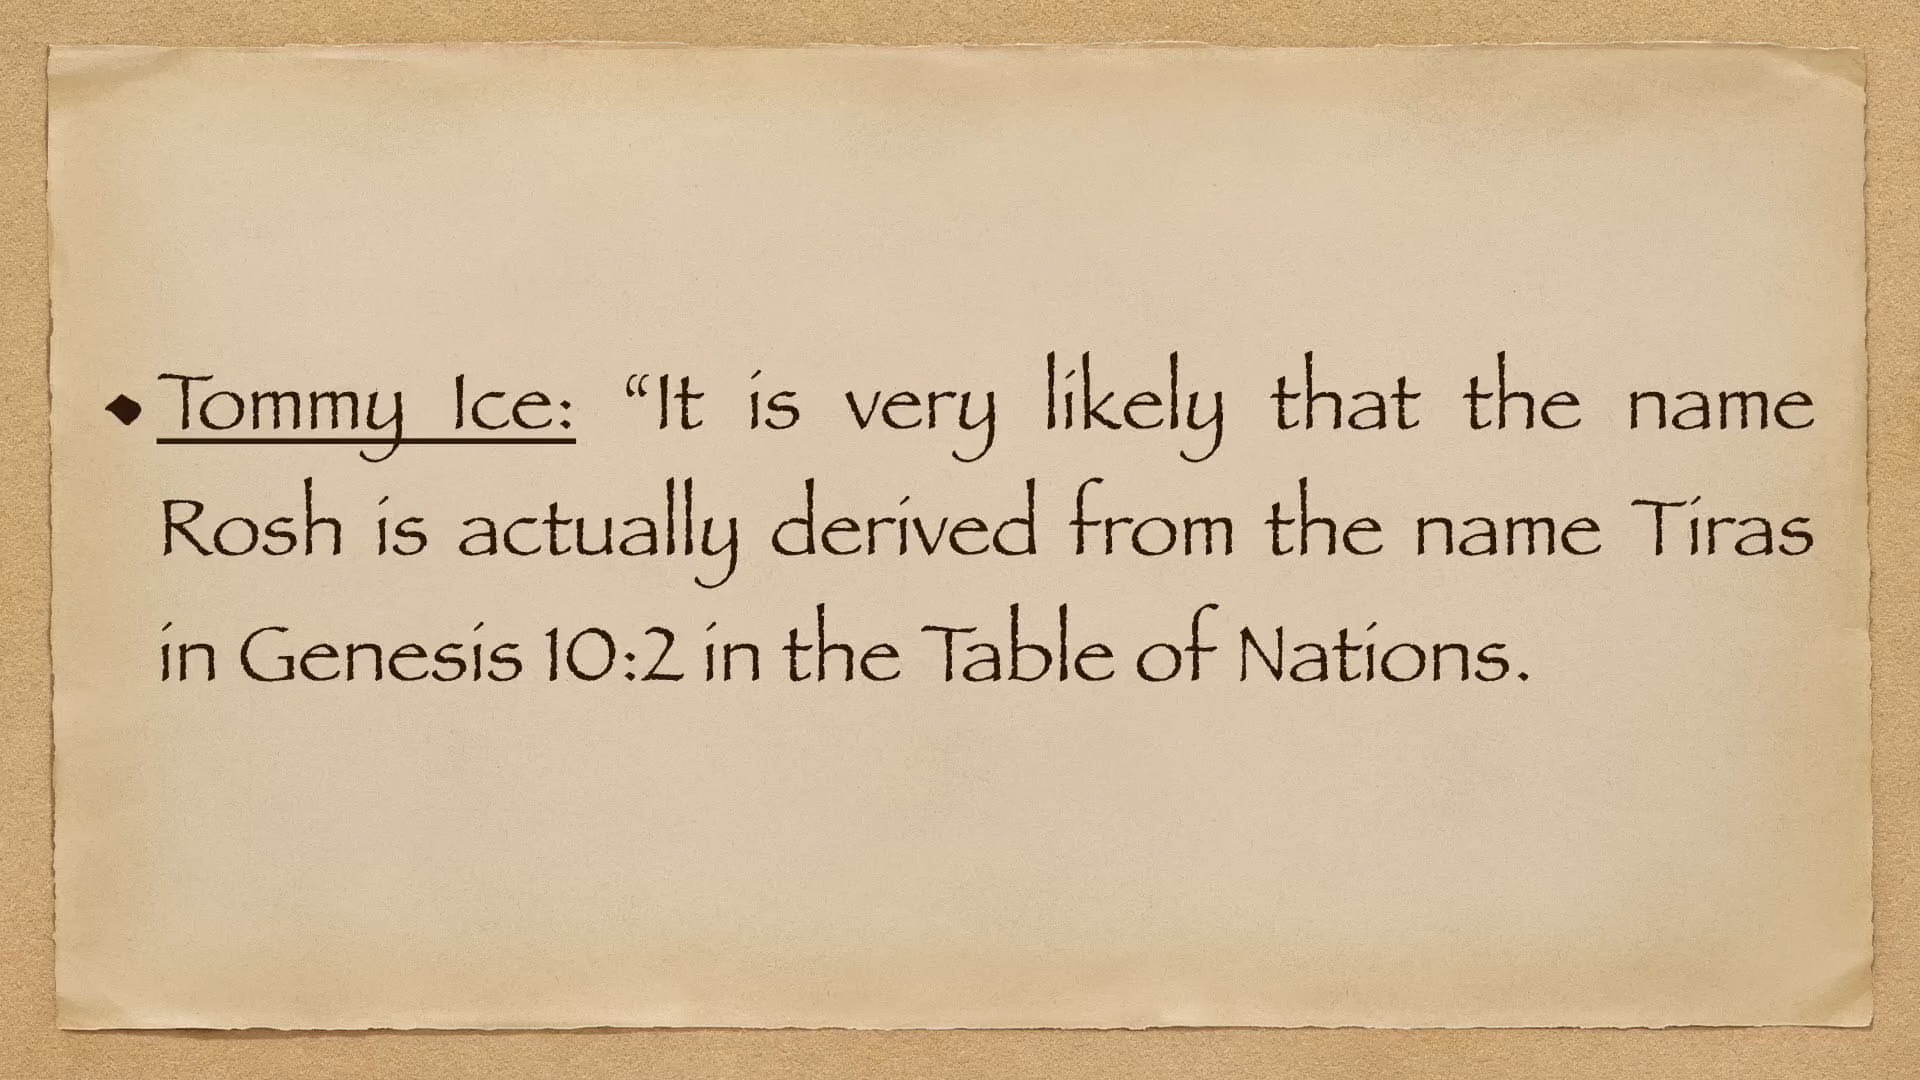 • Tommy Ice: “It is very likely that the name
Rosh is actually derived from the name Tiras
in Genesis 10:2 in the Table of Nations.